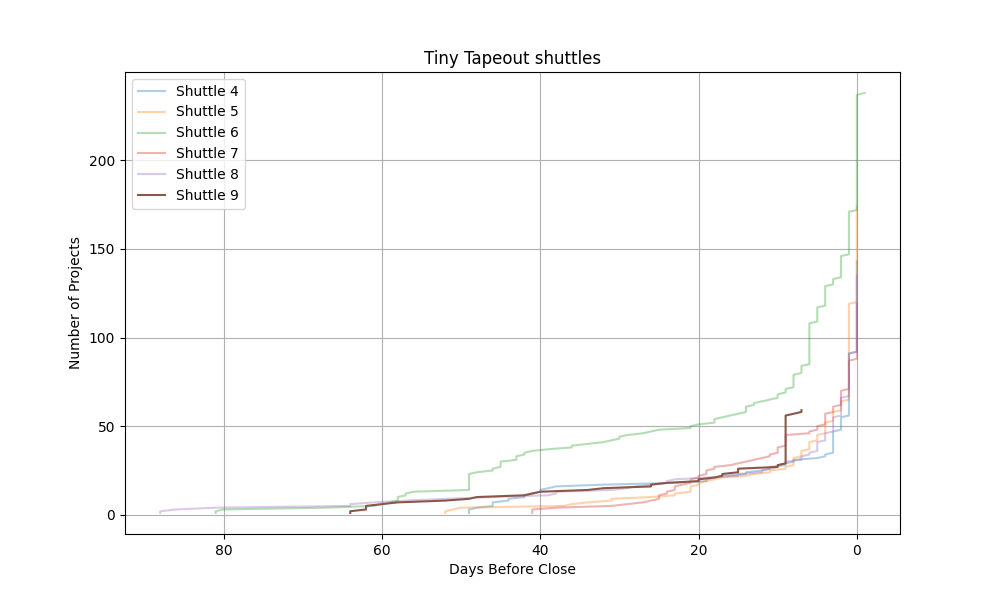 Tiny Tapeout shuttles
Shuttle 4
Shuttle 5
Shuttle 6
Shuttle 7
Shuttle 8
Shuttle 9
Number of Projects
200
150
100
50
0
80 60 40 20 0
Days Before Close